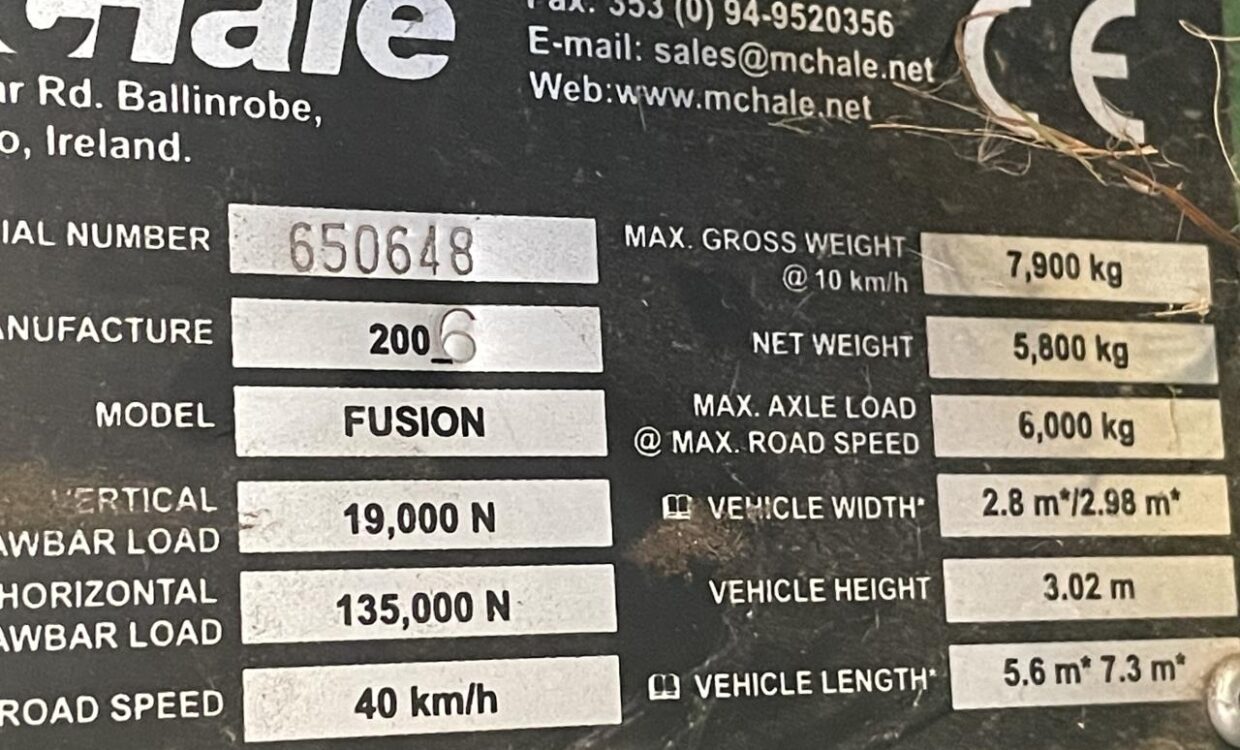 Hale
Rd. Ballinrobe,
Ireland.
Fax: 353 (0) 94-9520356
E-mail: sales@mchale.net
Web:www.mchale.net
CE
IAL NUMBER 650648
NUFACTURE 2006
MODEL FUSION
VERTICAL
AWBAR LOAD 19,000 N
HORIZONTAL
AWBAR LOAD 135,000 N
ROAD SPEED 40 km/h
MAX. GROSS WEIGHT
@ 10 km/h 7,900 kg
NET WEIGHT 5,800 kg
MAX. AXLE LOAD
@ MAX. ROAD SPEED 6,000 kg
VEHICLE WIDTH* 2.8 m*/2.98 m*
VEHICLE HEIGHT 3.02 m
VEHICLE LENGTH* 5.6 m* 7.3 m*